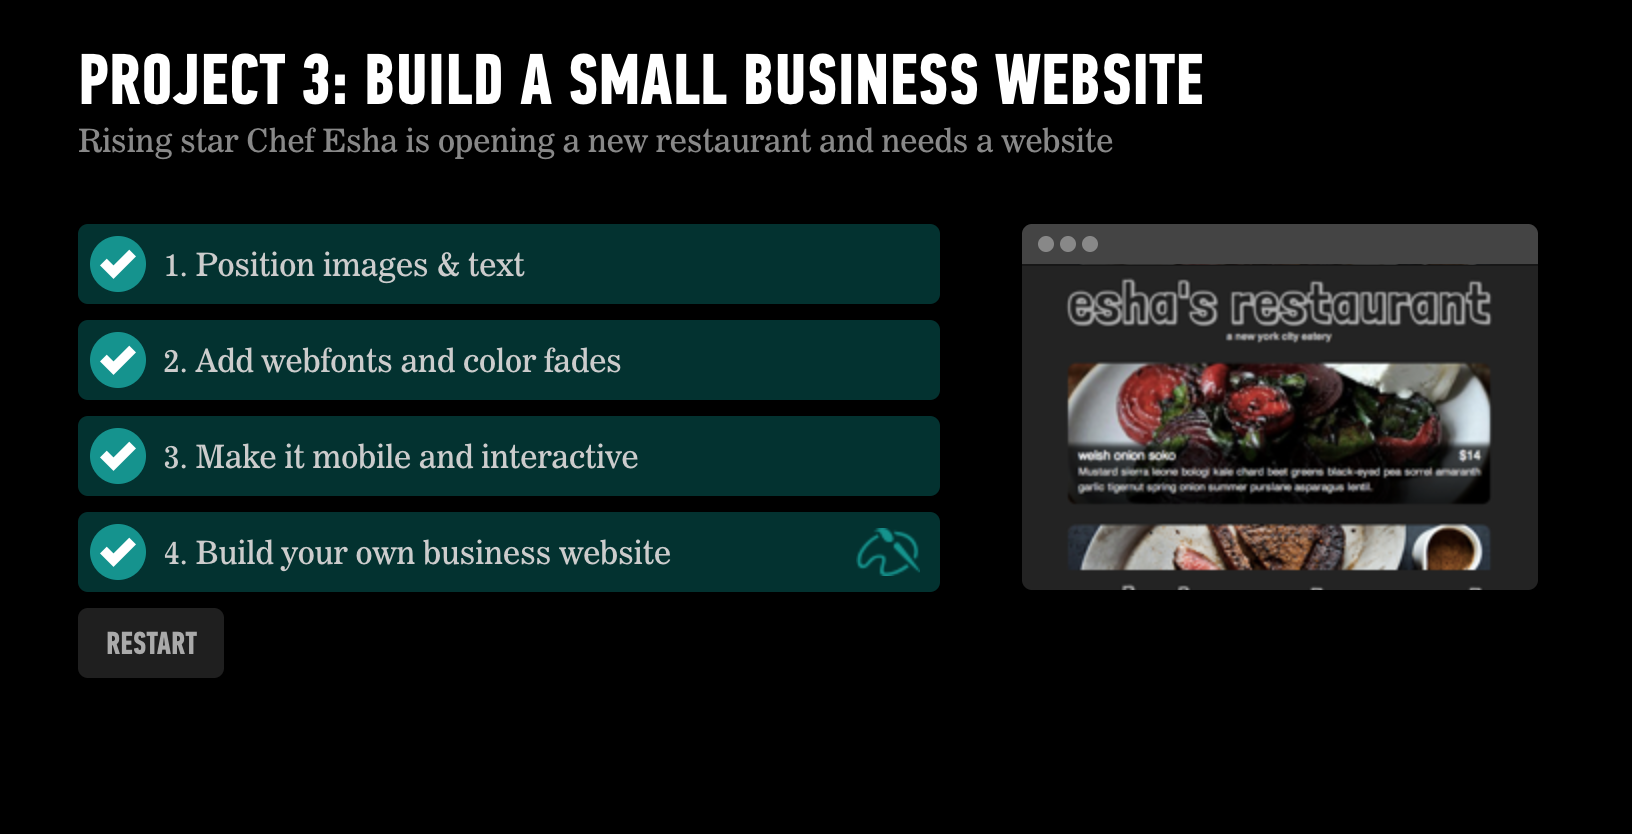 PROJECT 3: BUILD A SMALL BUSINESS WEBSITE
Rising star Chef Esha is opening a new restaurant and needs a website
1. Position images & text
2. Add webfonts and color fades
3. Make it mobile and interactive
4. Build your own business website
RESTART
esha's restaurant
a new york city eatery
welsh onion soko $14
Mustard sierra leone bologi kale chard beet greens black-eyed pea sorrel amaranth
garlic tigernut spring onion summer purslane asparagus lentil.